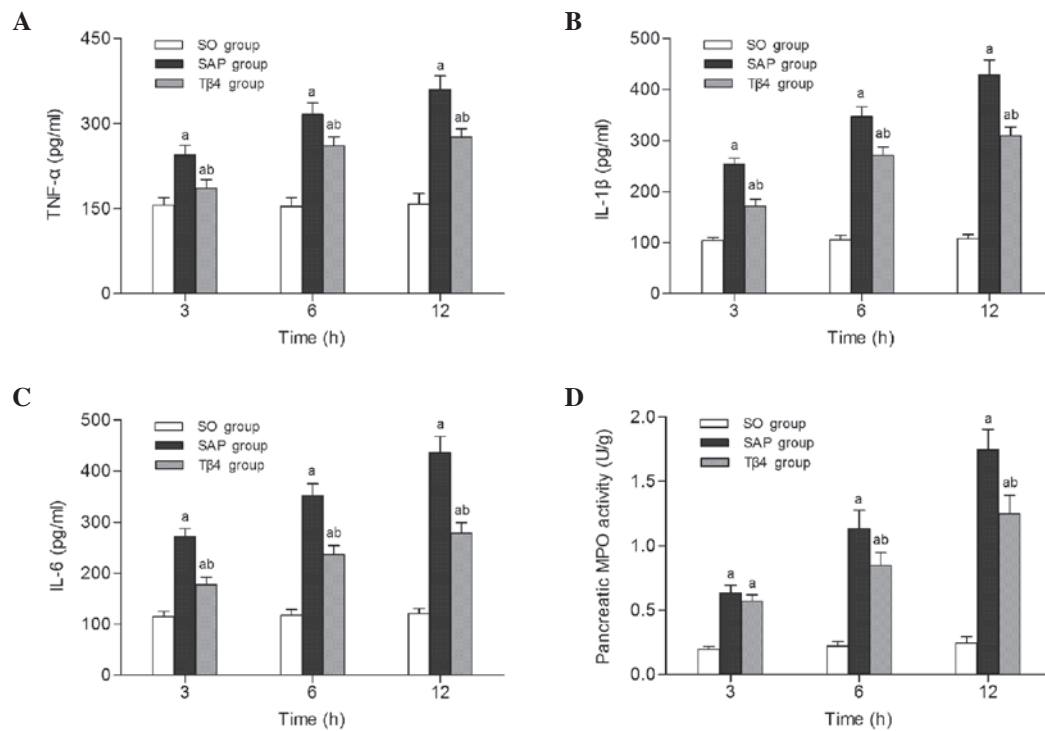 A
450
300
150
0
TNF-α (pg/ml)
SO group
SAP group
Tβ4 group
a
ab
a
ab
a
ab
3
6
12
Time (h)
B
500
400
300
200
100
0
IL-1β (pg/ml)
SO group
SAP group
Tβ4 group
a
ab
a
ab
a
ab
3
6
12
Time (h)
C
500
400
300
200
100
0
IL-6 (pg/ml)
SO group
SAP group
Tβ4 group
a
ab
a
ab
a
ab
3
6
12
Time (h)
D
2.0
1.5
1.0
0.5
0.0
Pancreatic MPO activity (U/g)
SO group
SAP group
Tβ4 group
a
a
a
ab
a
ab
3
6
12
Time (h)